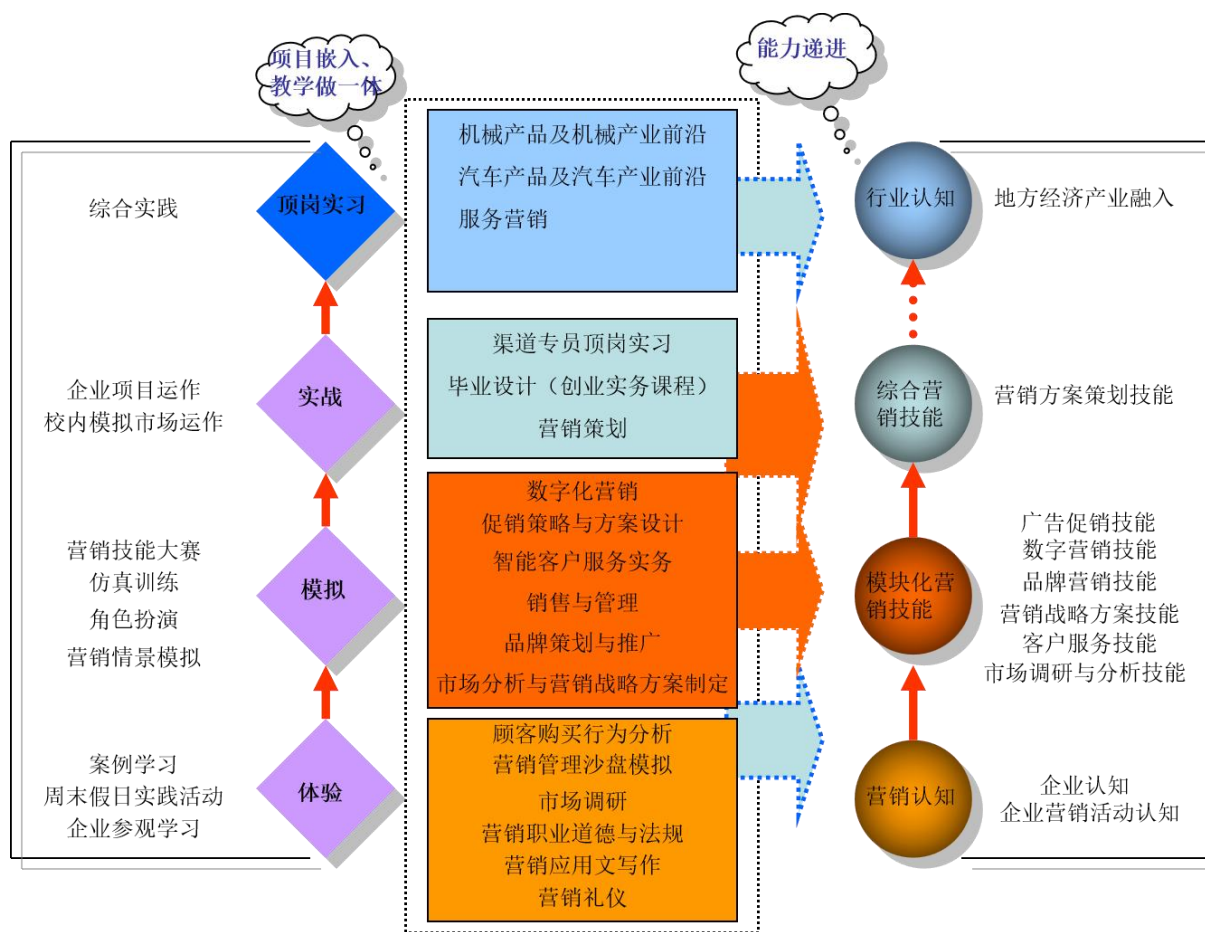 项目嵌入、
教学做一体
能力递进
综合实践
顶岗实习
机械产品及机械产业前沿
汽车产品及汽车产业前沿
服务营销
行业认知
地方经济产业融入
企业项目运作
校内模拟市场运作
实战
渠道专员顶岗实习
毕业设计（创业实务课程）
营销策划
综合营
销技能
营销方案策划技能
营销技能大赛
仿真训练
角色扮演
营销情景模拟
模拟
数字化营销
促销策略与方案设计
智能客户服务实务
销售与管理
品牌策划与推广
市场分析与营销战略方案制定
模块化营
销技能
广告促销技能
数字营销技能
品牌营销技能
营销战略方案技能
客户服务技能
市场调研与分析技能
案例学习
周末假日实践活动
企业参观学习
体验
顾客购买行为分析
营销管理沙盘模拟
市场调研
营销职业道德与法规
营销应用文写作
营销礼仪
营销认知
企业认知
企业营销活动认知